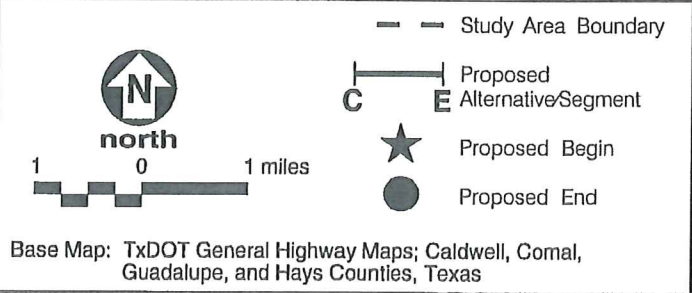 Study Area Boundary
N
north
1 0 1 miles
C E
Proposed
Alternative/Segment
Proposed Begin
Proposed End
Base Map: TxDOT General Highway Maps; Caldwell, Comal,
Guadalupe, and Hays Counties, Texas